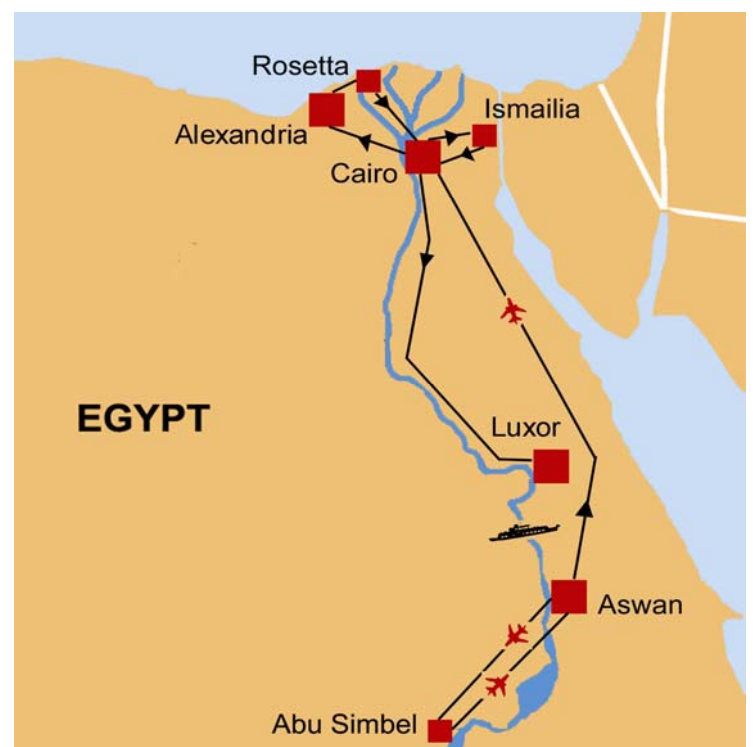 Rosetta
Ismailia
Alexandria
Cairo
EGYPT
Luxor
Aswan
Abu Simbel